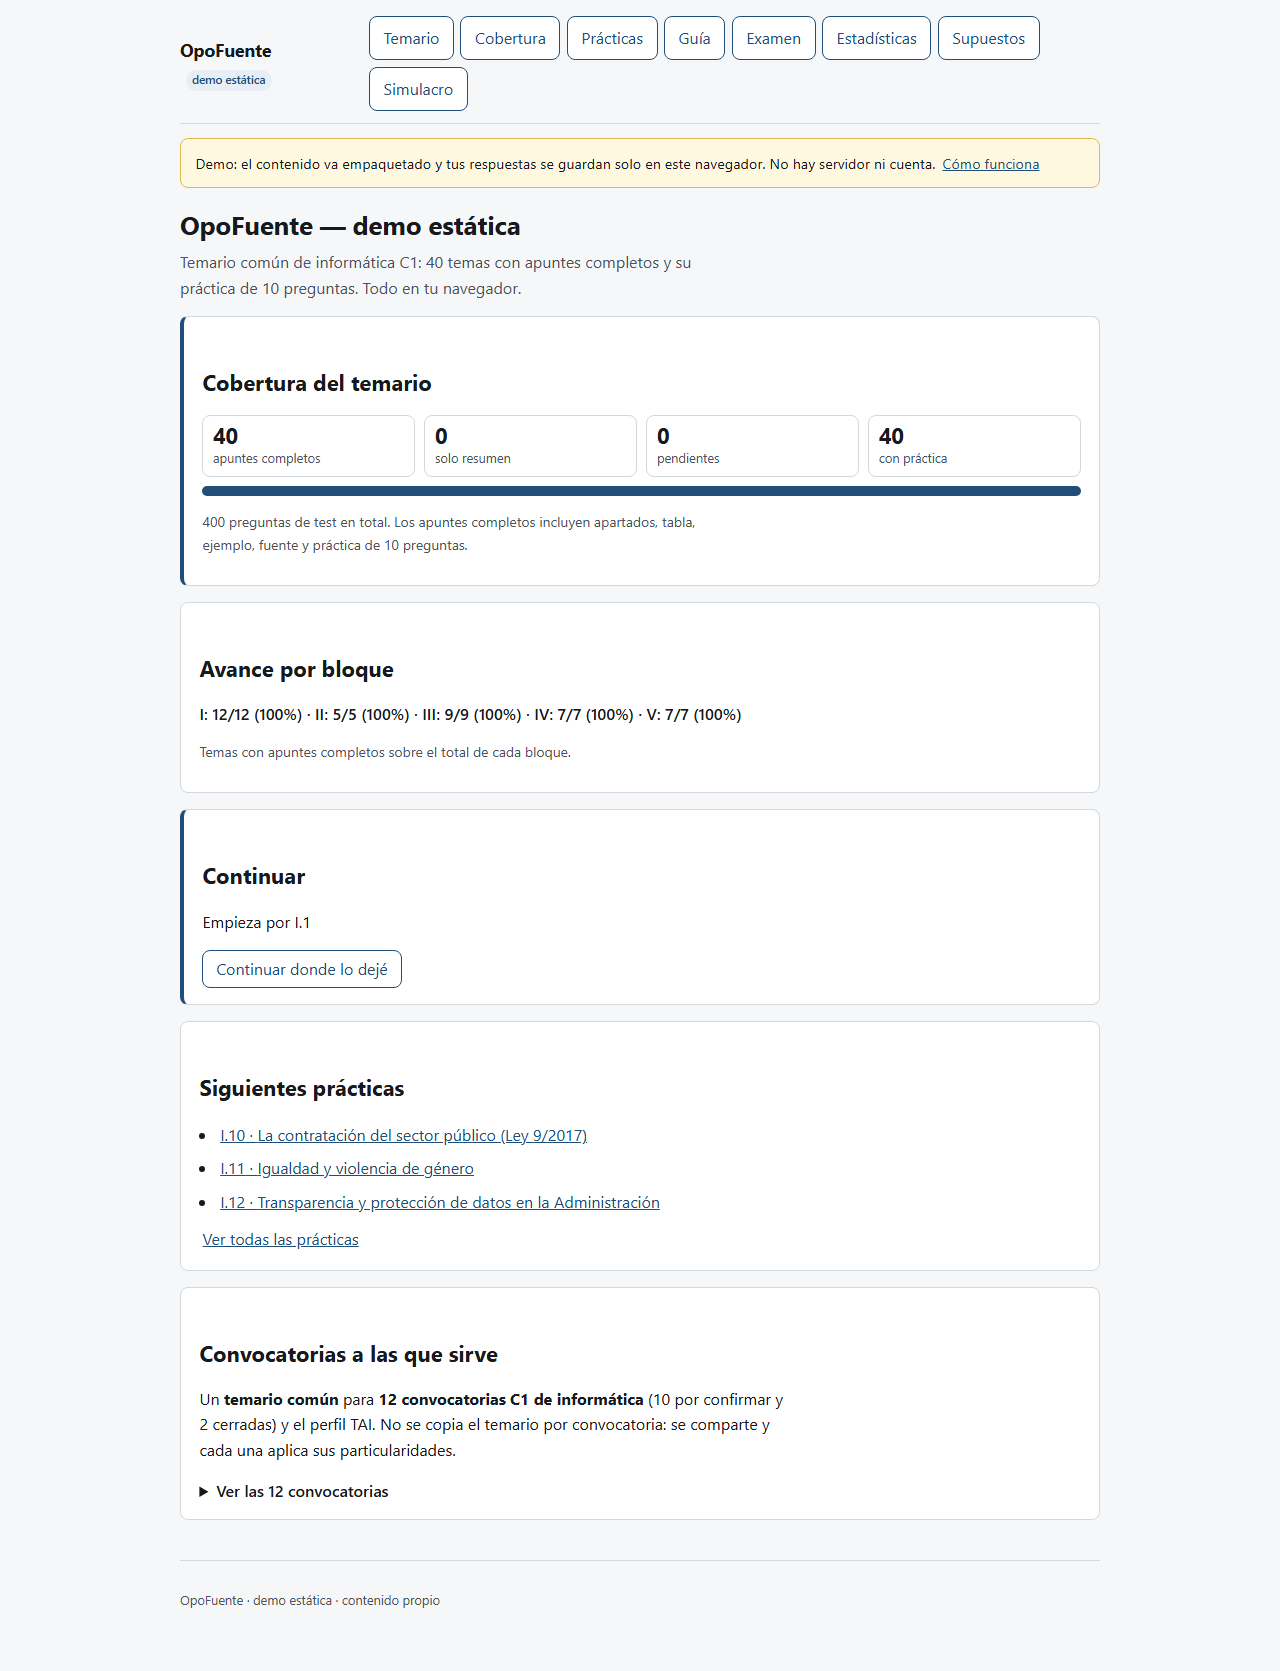 OpoFuente
demo estática
Temario
Cobertura
Prácticas
Guía
Examen
Estadísticas
Supuestos
Simulacro
Demo: el contenido va empaquetado y tus respuestas se guardan solo en este navegador. No hay servidor ni cuenta. Cómo funciona
OpoFuente — demo estática
Temario común de informática C1: 40 temas con apuntes completos y su
práctica de 10 preguntas. Todo en tu navegador.
Cobertura del temario
40
apuntes completos
0
solo resumen
0
pendientes
40
con práctica
400 preguntas de test en total. Los apuntes completos incluyen apartados, tabla,
ejemplo, fuente y práctica de 10 preguntas.
Avance por bloque
I: 12/12 (100%) · II: 5/5 (100%) · III: 9/9 (100%) · IV: 7/7 (100%) · V: 7/7 (100%)
Temas con apuntes completos sobre el total de cada bloque.
Continuar
Empieza por I.1
Continuar donde lo dejé
Siguientes prácticas
I.10 · La contratación del sector público (Ley 9/2017)
I.11 · Igualdad y violencia de género
I.12 · Transparencia y protección de datos en la Administración
Ver todas las prácticas
Convocatorias a las que sirve
Un temario común para 12 convocatorias C1 de informática (10 por confirmar y
2 cerradas) y el perfil TAI. No se copia el temario por convocatoria: se comparte y
cada una aplica sus particularidades.
Ver las 12 convocatorias
OpoFuente · demo estática · contenido propio